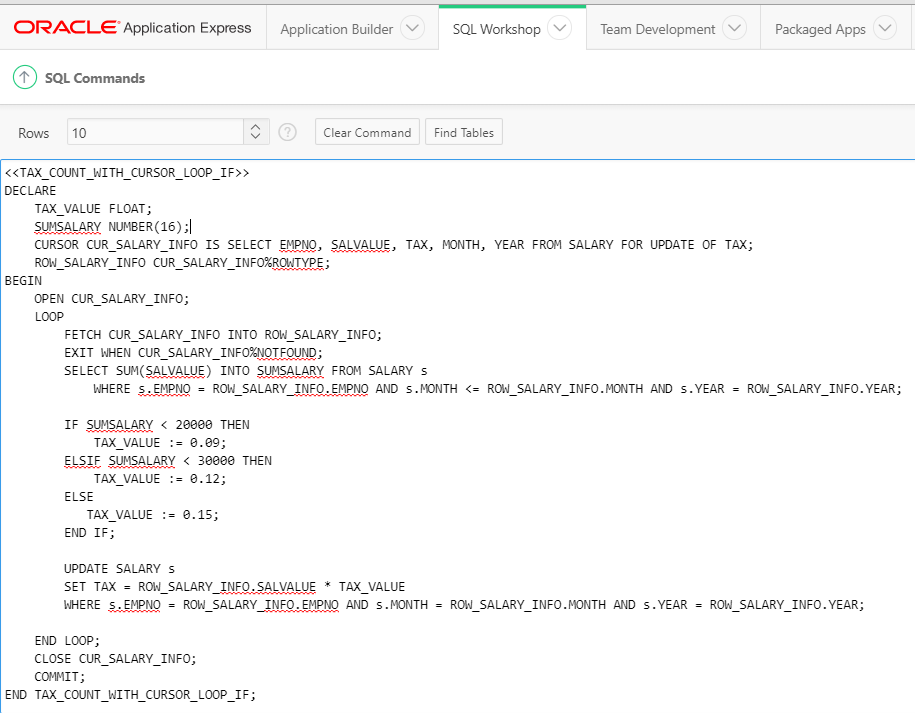 ORACLE® Application Express Application Builder SQL Workshop Team Development Packaged Apps
SQL Commands
Rows 10 ? Clear Command Find Tables
<<TAX_COUNT_WITH_CURSOR_LOOP_IF>>
DECLARE
    TAX_VALUE FLOAT;
    SUMSALARY NUMBER(16);
    CURSOR CUR_SALARY_INFO IS SELECT EMPNO, SALVALUE, TAX, MONTH, YEAR FROM SALARY FOR UPDATE OF TAX;
    ROW_SALARY_INFO CUR_SALARY_INFO%ROWTYPE;
BEGIN
    OPEN CUR_SALARY_INFO;
    LOOP
        FETCH CUR_SALARY_INFO INTO ROW_SALARY_INFO;
        EXIT WHEN CUR_SALARY_INFO%NOTFOUND;
        SELECT SUM(SALVALUE) INTO SUMSALARY FROM SALARY s
            WHERE s.EMPNO = ROW_SALARY_INFO.EMPNO AND s.MONTH <= ROW_SALARY_INFO.MONTH AND s.YEAR = ROW_SALARY_INFO.YEAR;
        IF SUMSALARY < 20000 THEN
            TAX_VALUE := 0.09;
        ELSIF SUMSALARY < 30000 THEN
            TAX_VALUE := 0.12;
        ELSE
           TAX_VALUE := 0.15;
        END IF;
        UPDATE SALARY s
        SET TAX = ROW_SALARY_INFO.SALVALUE * TAX_VALUE
        WHERE s.EMPNO = ROW_SALARY_INFO.EMPNO AND s.MONTH = ROW_SALARY_INFO.MONTH AND s.YEAR = ROW_SALARY_INFO.YEAR;
    END LOOP;
    CLOSE CUR_SALARY_INFO;
    COMMIT;
END TAX_COUNT_WITH_CURSOR_LOOP_IF;